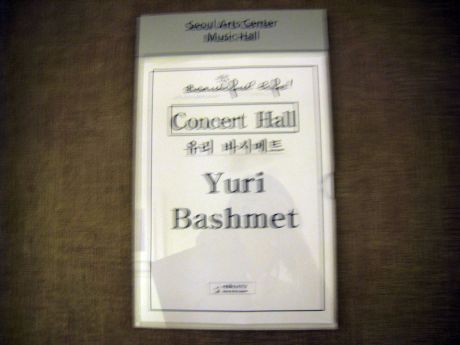 Seoul Arts Center
Music Hall
Beautiful Life!
Concert Hall
유리 바시메트
Yuri
Bashmet